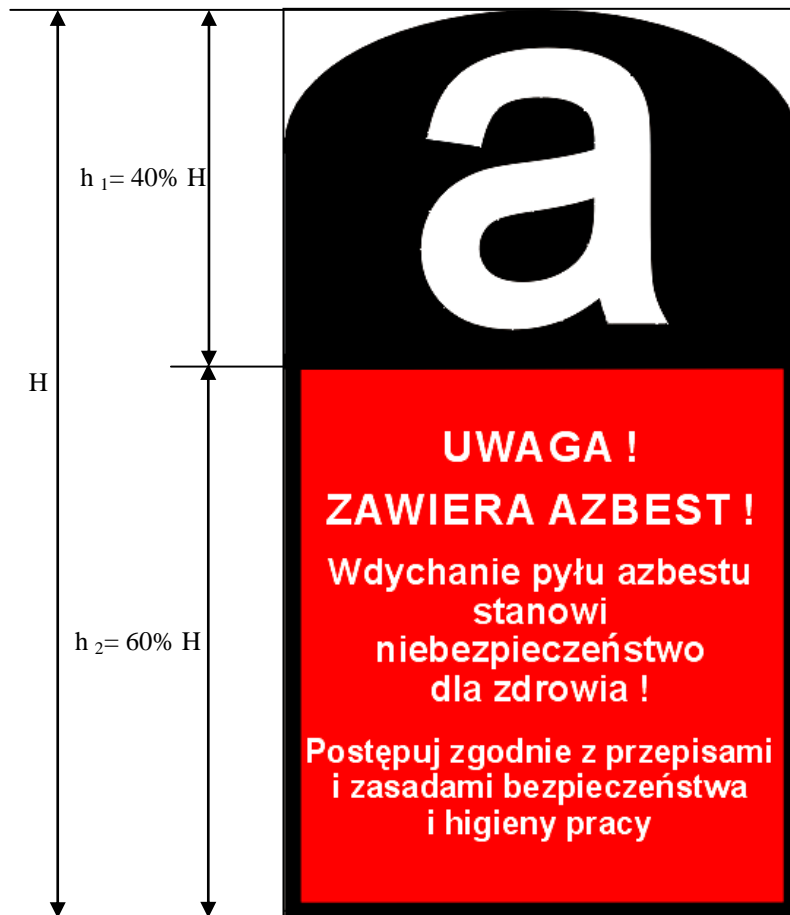 a
h 1= 40% H
H
UWAGA !
ZAWIERA AZBEST !
Wdychanie pyłu azbestu
stanowi
niebezpieczeństwo
dla zdrowia !
h 2= 60% H
Postępuj zgodnie z przepisami
i zasadami bezpieczeństwa
i higieny pracy